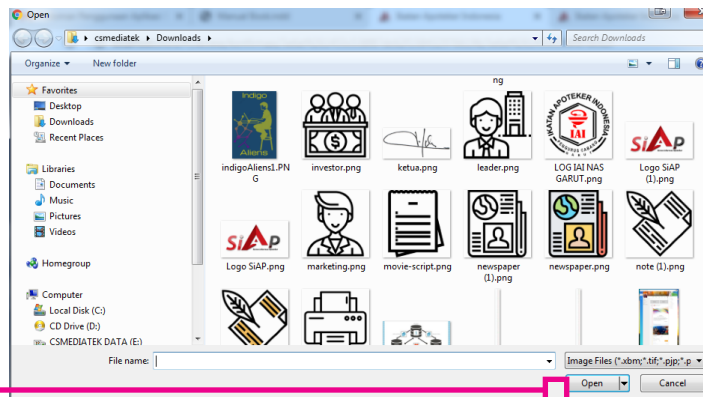 Open
csmediatek ▸ Downloads ▸
Search Downloads
Organize ▾ New folder
Favorites
Desktop
Downloads
Recent Places
Libraries
Documents
Music
Pictures
Videos
Homegroup
Computer
Local Disk (C:)
CD Drive (D:)
CSMEDIATEK DATA (E:)
ng
Indigo
Aliens
IKATAN APOTEKER INDONESIA
IAI
SiAp
indigoAliens1.PN
G
investor.png
ketua.png
leader.png
LOG IAI NAS
GARUT.png
Logo SiAP
(1).png
SiAp
Logo SiAP.png
marketing.png
movie-script.png
newspaper
(1).png
newspaper.png
note (1).png
File name:
Image Files (*.xbm;*.tif;*.pjp;*.p
Open
Cancel